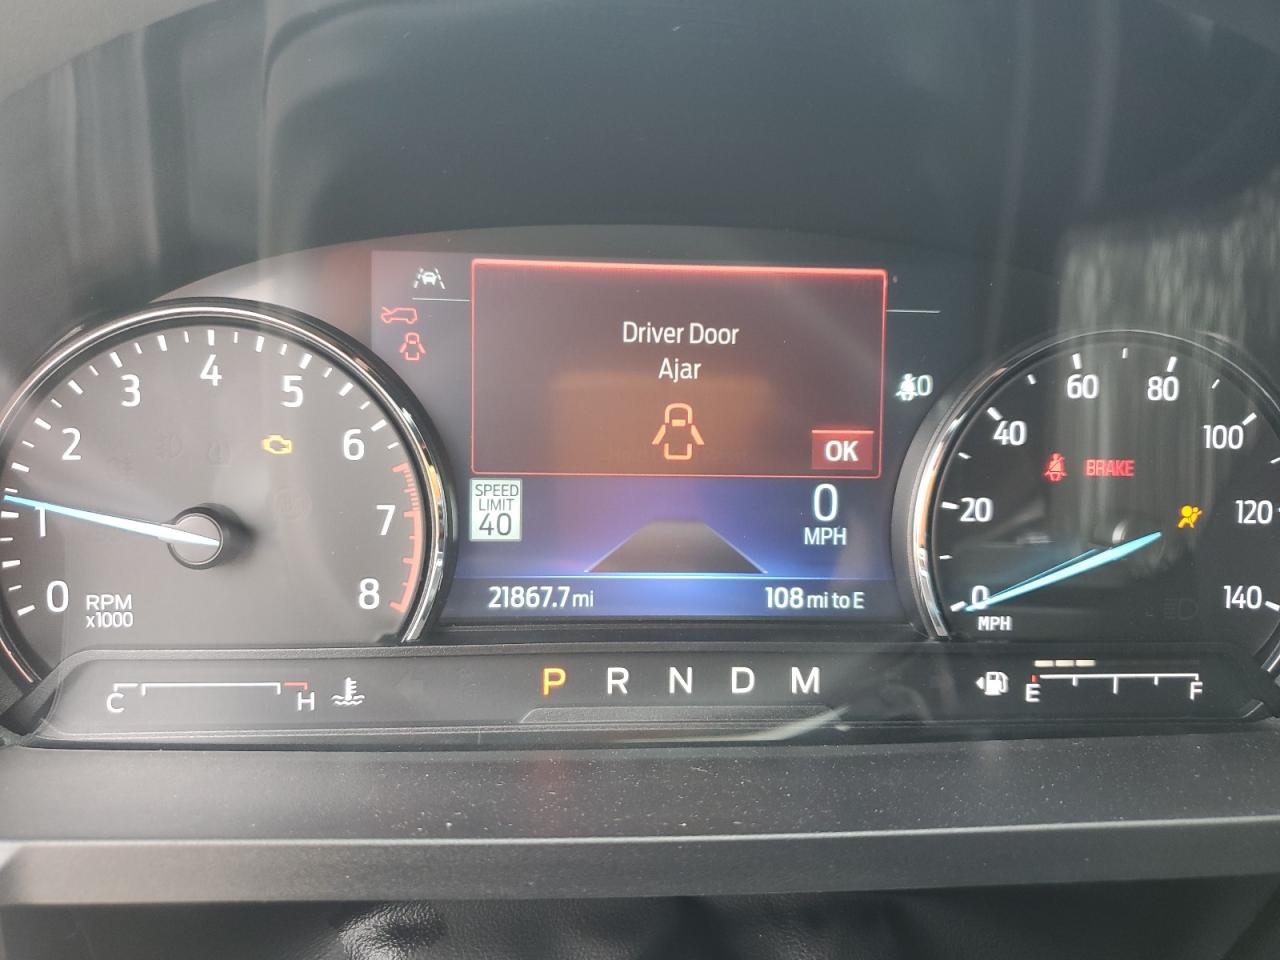 Driver Door
Ajar
OK
SPEED
LIMIT
40
0
MPH
21867.7 mi
108 mi to E
0
1
2
3
4
5
6
7
8
RPM
x1000
0
20
40
60
80
100
120
140
MPH
BRAKE
C
H
P R N D M
E
F